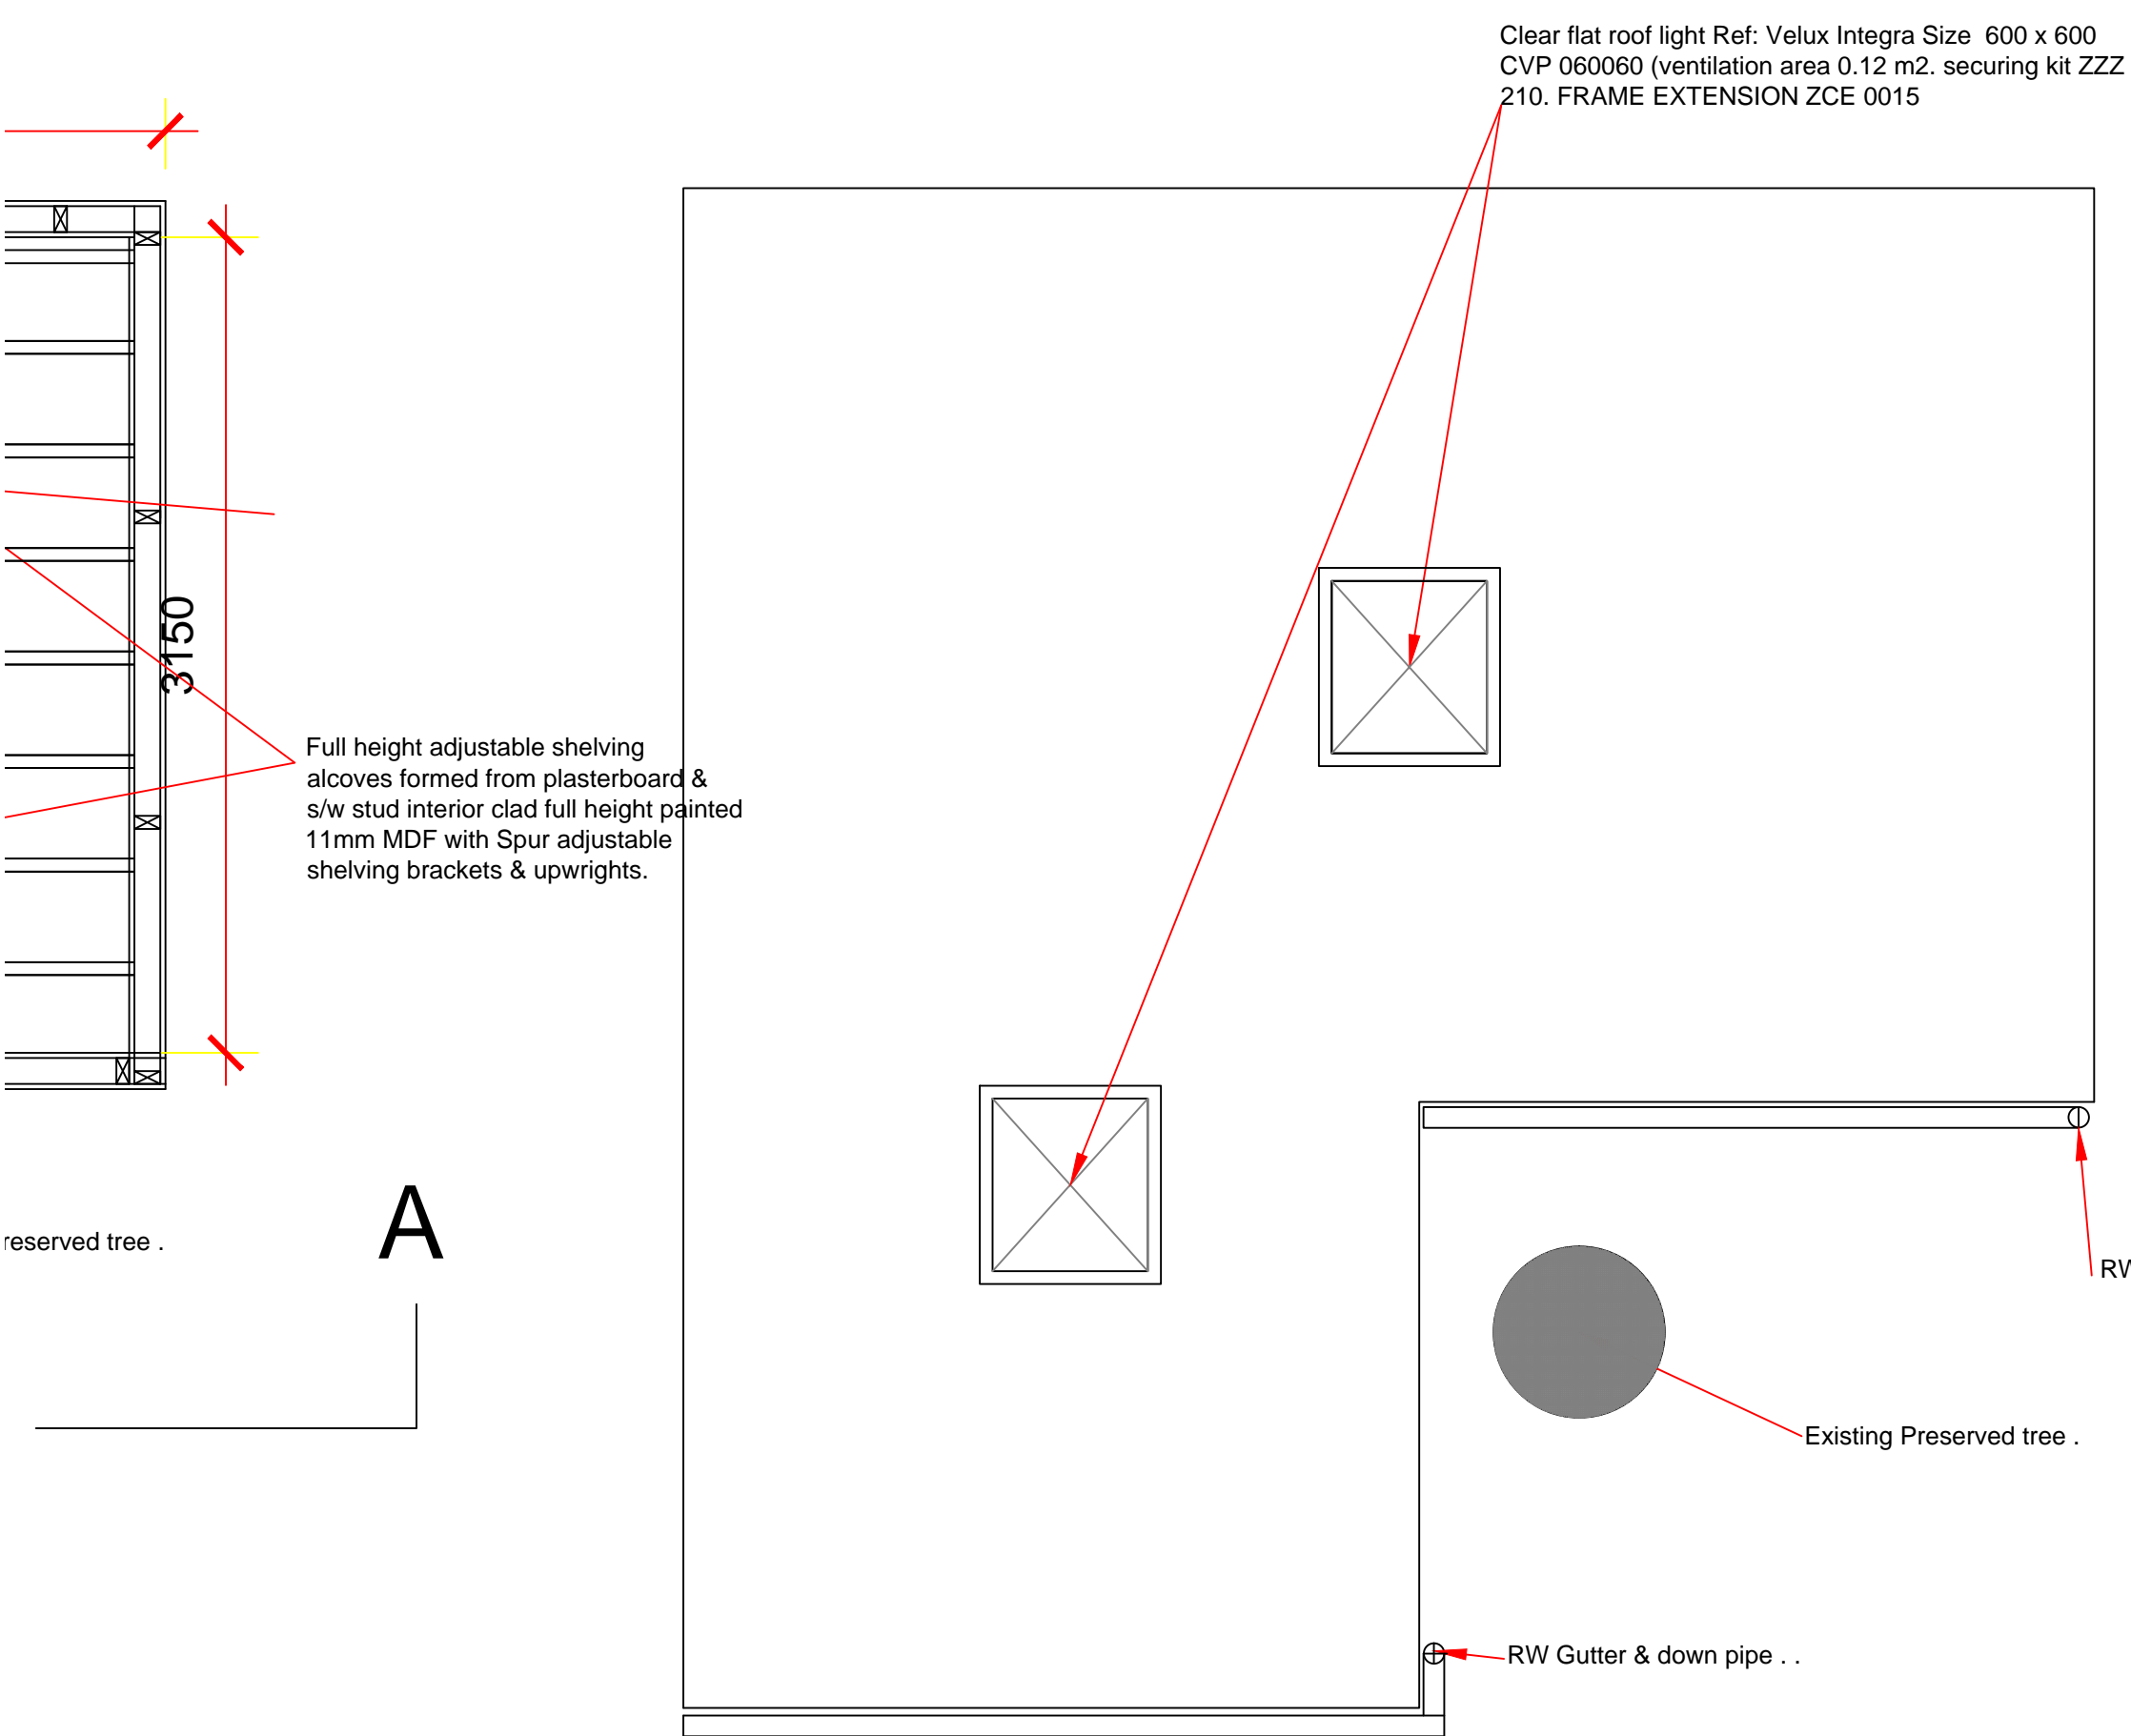 Clear flat roof light Ref: Velux Integra Size 600 x 600
CVP 060060 (ventilation area 0.12 m2. securing kit ZZZ
210. FRAME EXTENSION ZCE 0015
3150
Full height adjustable shelving
alcoves formed from plasterboard &
s/w stud interior clad full height painted
11mm MDF with Spur adjustable
shelving brackets & upwrights.
A
reserved tree .
RW
Existing Preserved tree .
RW Gutter & down pipe . .